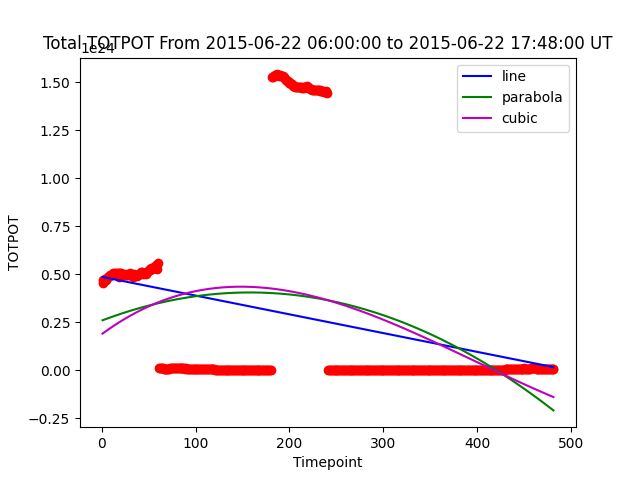 Total TOTPOT From 2015-06-22 06:00:00 to 2015-06-22 17:48:00 UT
1e24
line
parabola
cubic
1.50
1.25
1.00
0.75
0.50
0.25
0.00
−0.25
TOTPOT
0 100 200 300 400 500
Timepoint